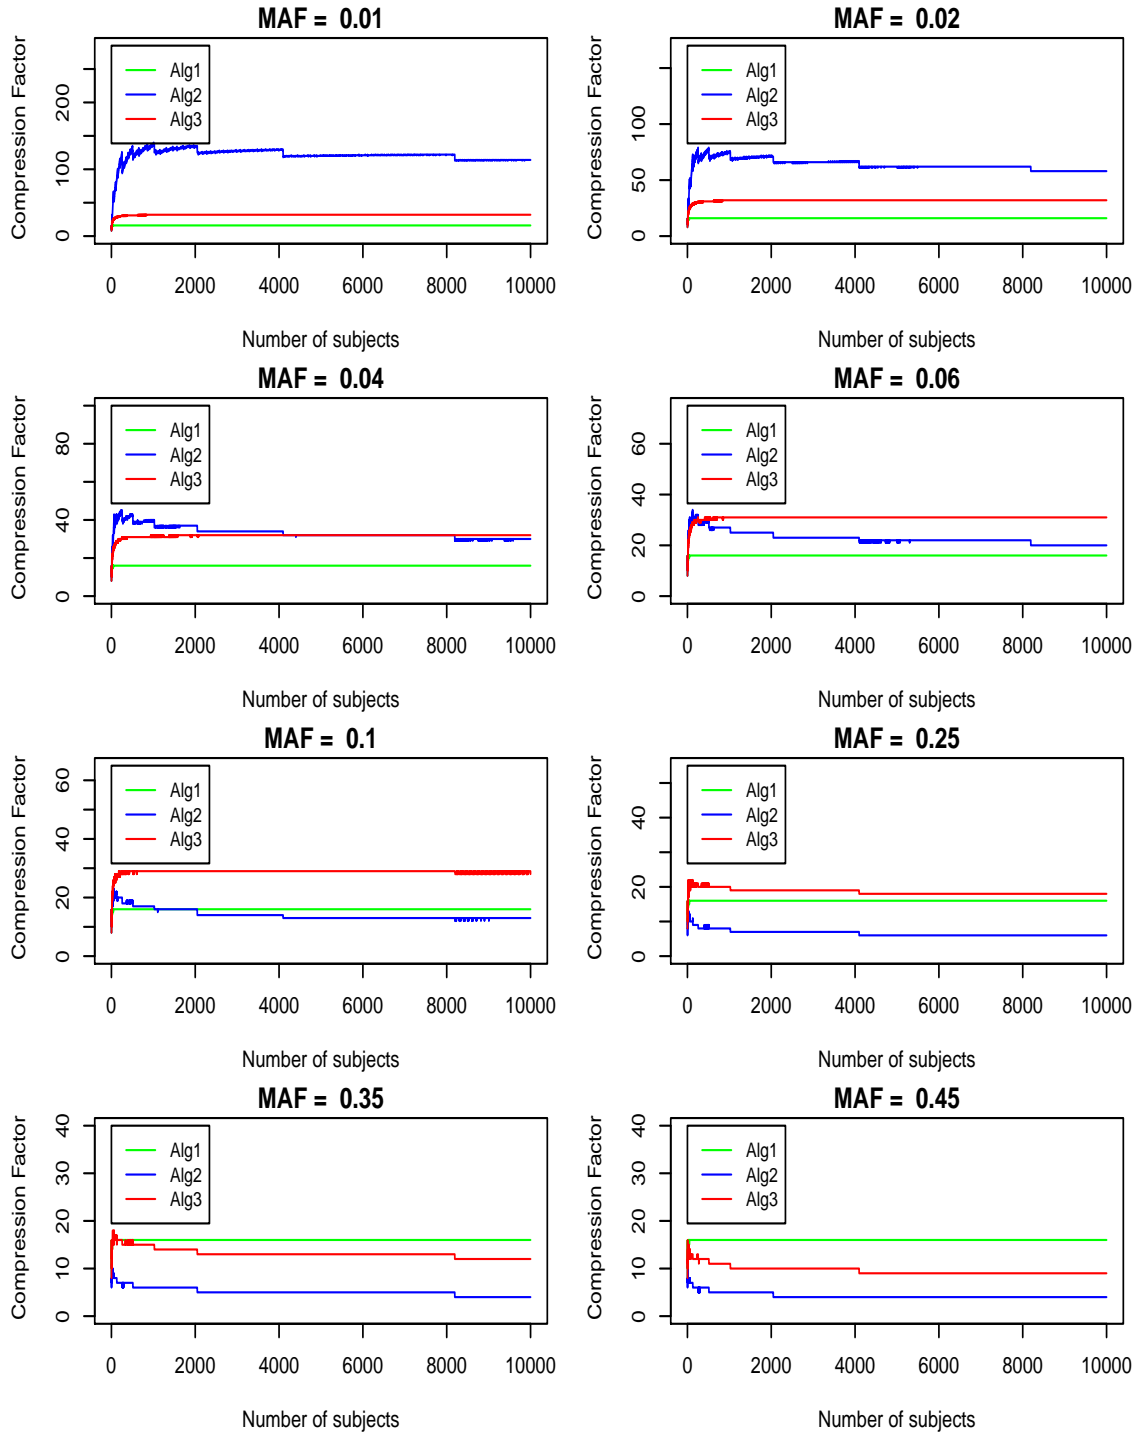 MAF = 0.01
Compression Factor
0 100 200
Alg1
Alg2
Alg3
0 2000 4000 6000 8000 10000
Number of subjects
MAF = 0.02
Compression Factor
0 50 100
Alg1
Alg2
Alg3
0 2000 4000 6000 8000 10000
Number of subjects
MAF = 0.04
Compression Factor
0 20 40 80
Alg1
Alg2
Alg3
0 2000 4000 6000 8000 10000
Number of subjects
MAF = 0.06
Compression Factor
0 20 40 60
Alg1
Alg2
Alg3
0 2000 4000 6000 8000 10000
Number of subjects
MAF = 0.1
Compression Factor
0 20 40 60
Alg1
Alg2
Alg3
0 2000 4000 6000 8000 10000
Number of subjects
MAF = 0.25
Compression Factor
0 20 40
Alg1
Alg2
Alg3
0 2000 4000 6000 8000 10000
Number of subjects
MAF = 0.35
Compression Factor
0 10 20 30 40
Alg1
Alg2
Alg3
0 2000 4000 6000 8000 10000
Number of subjects
MAF = 0.45
Compression Factor
0 10 20 30 40
Alg1
Alg2
Alg3
0 2000 4000 6000 8000 10000
Number of subjects